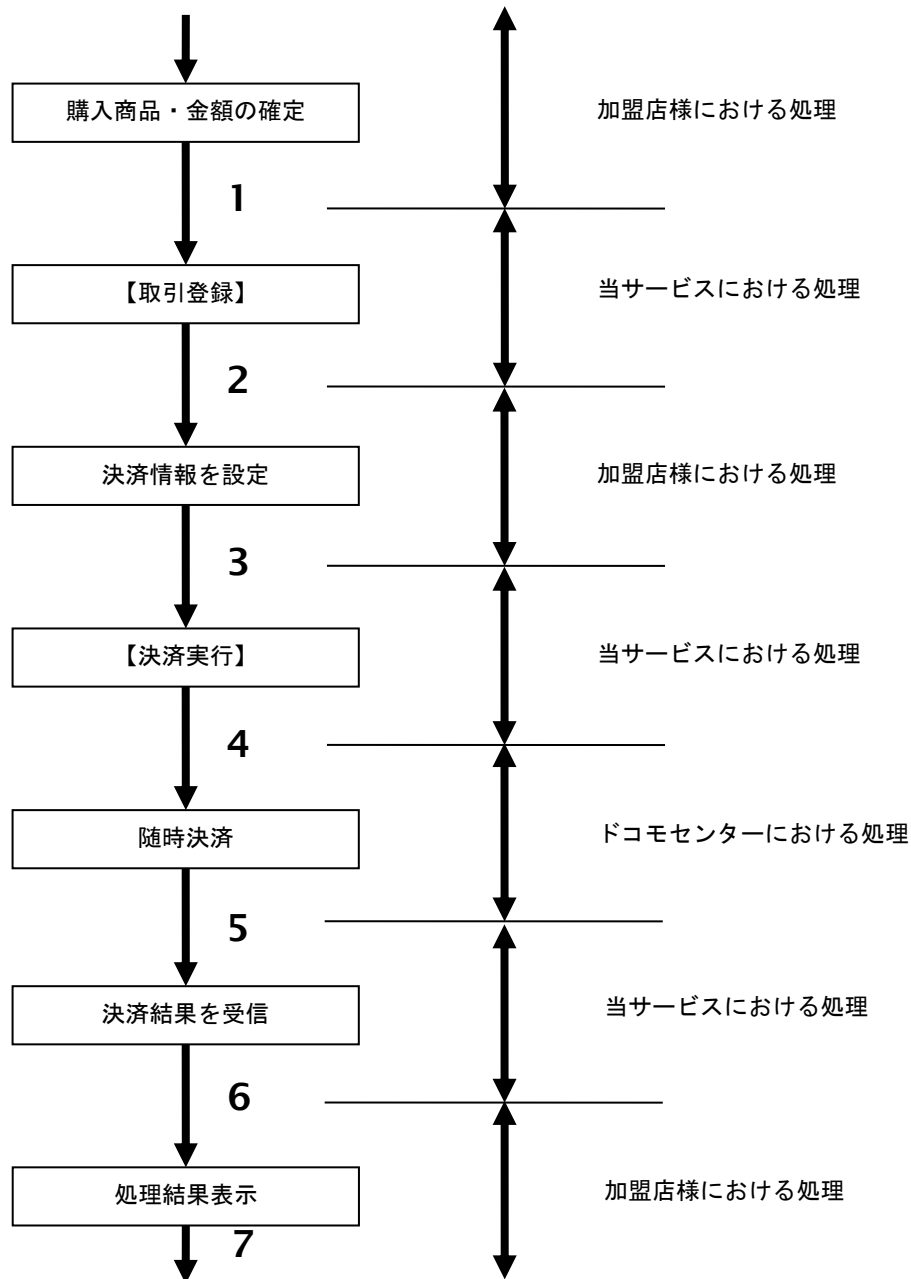 購入商品・金額の確定
加盟店様における処理
1
【取引登録】
当サービスにおける処理
2
決済情報を設定
加盟店様における処理
3
【決済実行】
当サービスにおける処理
4
随時決済
ドコモセンターにおける処理
5
決済結果を受信
当サービスにおける処理
6
処理結果表示
加盟店様における処理
7